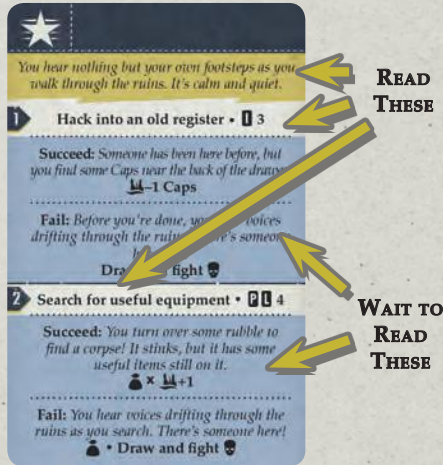 You hear nothing but your own footsteps as you
walk through the ruins. It's calm and quiet.
READ
THESE
1 Hack into an old register • I 3
Succeed: Someone has been here before, but
you find some Caps near the back of the
–1 Caps
Fail: Before you're done, voices
drifting through the
fight
2 Search for useful equipment • P L 4
WAIT TO
READ
THESE
Succeed: You turn over some rubble to
find a corpse! It stinks, but it has some
useful items still on it.
× +1
Fail: You hear voices drifting through the
ruins as you search. There's someone here!
• Draw and fight